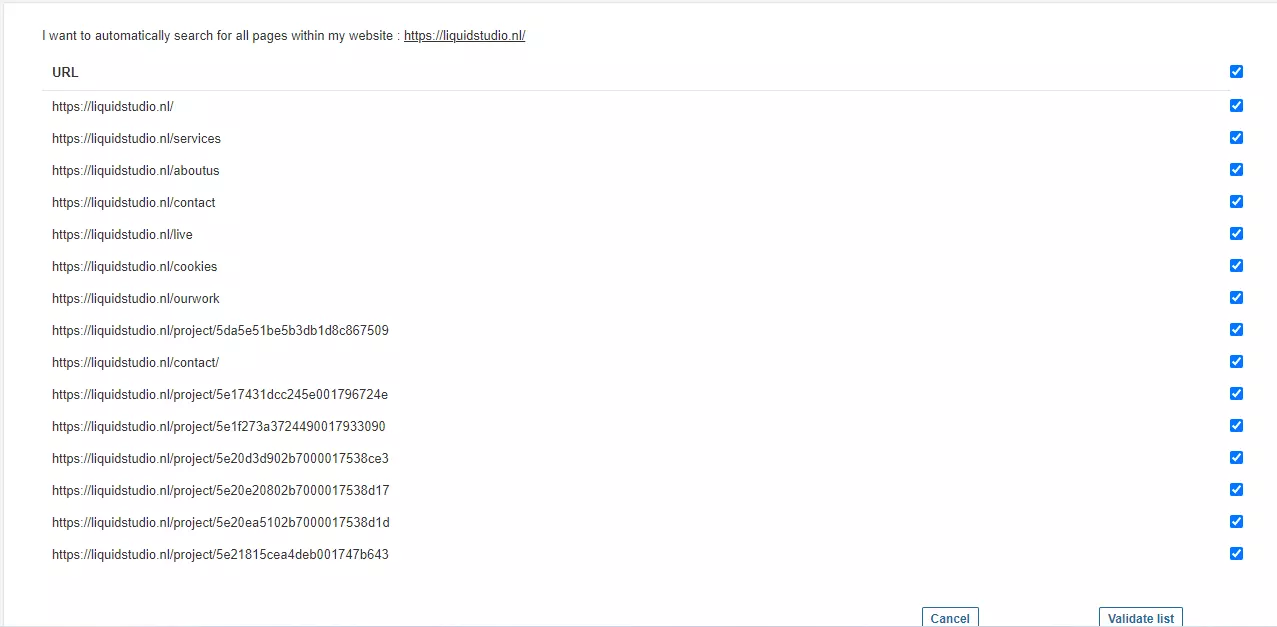 I want to automatically search for all pages within my website : https://liquidstudio.nl/
URL
https://liquidstudio.nl/
https://liquidstudio.nl/services
https://liquidstudio.nl/aboutus
https://liquidstudio.nl/contact
https://liquidstudio.nl/live
https://liquidstudio.nl/cookies
https://liquidstudio.nl/ourwork
https://liquidstudio.nl/project/5da5e51be5b3db1d8c867509
https://liquidstudio.nl/contact/
https://liquidstudio.nl/project/5e17431dcc245e001796724e
https://liquidstudio.nl/project/5e1f273a3724490017933090
https://liquidstudio.nl/project/5e20d3d902b7000017538ce3
https://liquidstudio.nl/project/5e20e20802b7000017538d17
https://liquidstudio.nl/project/5e20ea5102b7000017538d1d
https://liquidstudio.nl/project/5e21815cea4deb001747b643
Cancel Validate list